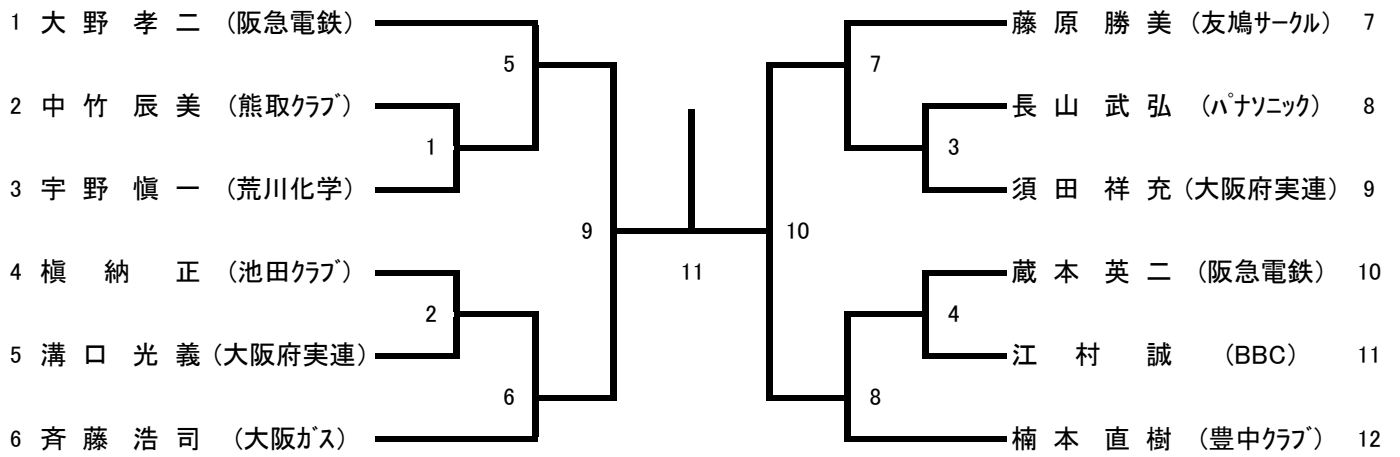 1 大 野 孝 二 (阪急電鉄)
5
2 中 竹 辰 美 (熊取クラブ)
1
3 宇 野 愼 一 (荒川化学)
9
4 槇 納 正 (池田クラブ)
2
5 溝 口 光 義 (大阪府実連)
6
6 斉 藤 浩 司 (大阪ガス)
11
藤 原 勝 美 (友鳩サークル) 7
7
長 山 武 弘 (パナソニック) 8
3
須 田 祥 充 (大阪府実連) 9
10
蔵 本 英 二 (阪急電鉄) 10
4
江 村 誠 (BBC) 11
8
楠 本 直 樹 (豊中クラブ) 12